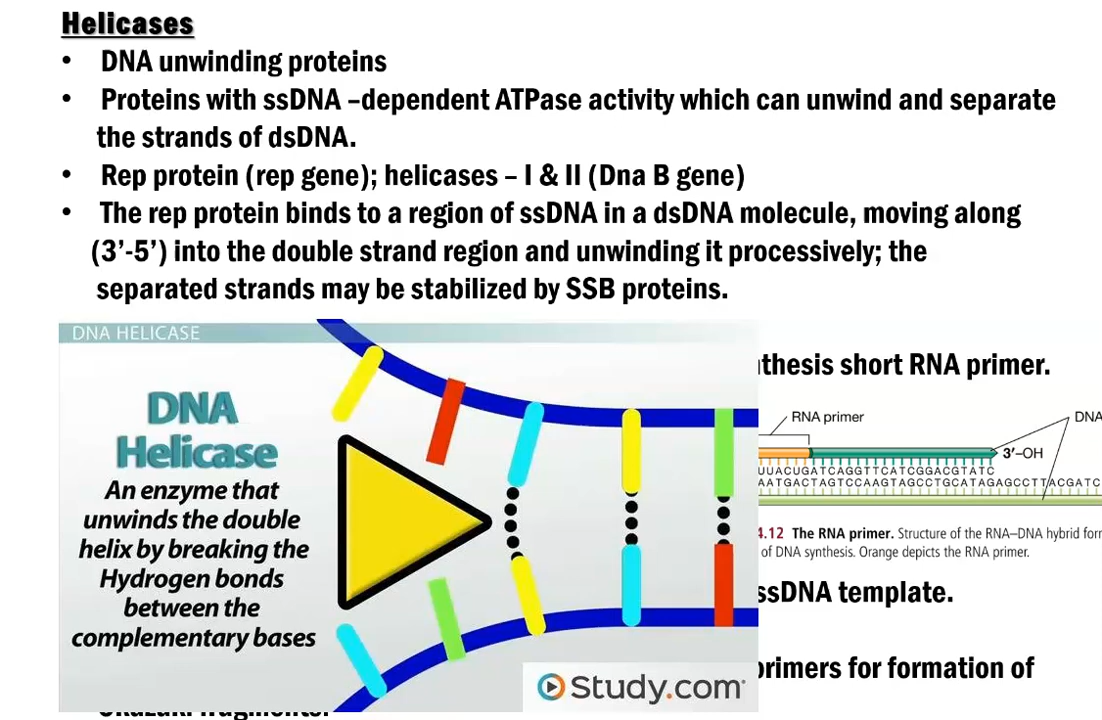 Helicases
• DNA unwinding proteins
• Proteins with ssDNA –dependent ATPase activity which can unwind and separate
the strands of dsDNA.
• Rep protein (rep gene); helicases – I & II (Dna B gene)
• The rep protein binds to a region of ssDNA in a dsDNA molecule, moving along
(3’-5’) into the double strand region and unwinding it processively; the
separated strands may be stabilized by SSB proteins.
DNA HELICASE
DNA
Helicase
An enzyme that
unwinds the double
helix by breaking the
Hydrogen bonds
between the
complementary bases
Study.com
short RNA primer.
RNA primer
DNA
3’–OH
UUACUGATCAGGTTCATCGGACGTATC
AATGACTAGTCCAAGTAGCCTGCATAGAGCCTTACGATC
4.12 The RNA primer. Structure of the RNA–DNA hybrid
of DNA synthesis. Orange depicts the RNA primer.
ssDNA template.
primers for formation of
Okazaki fragments.